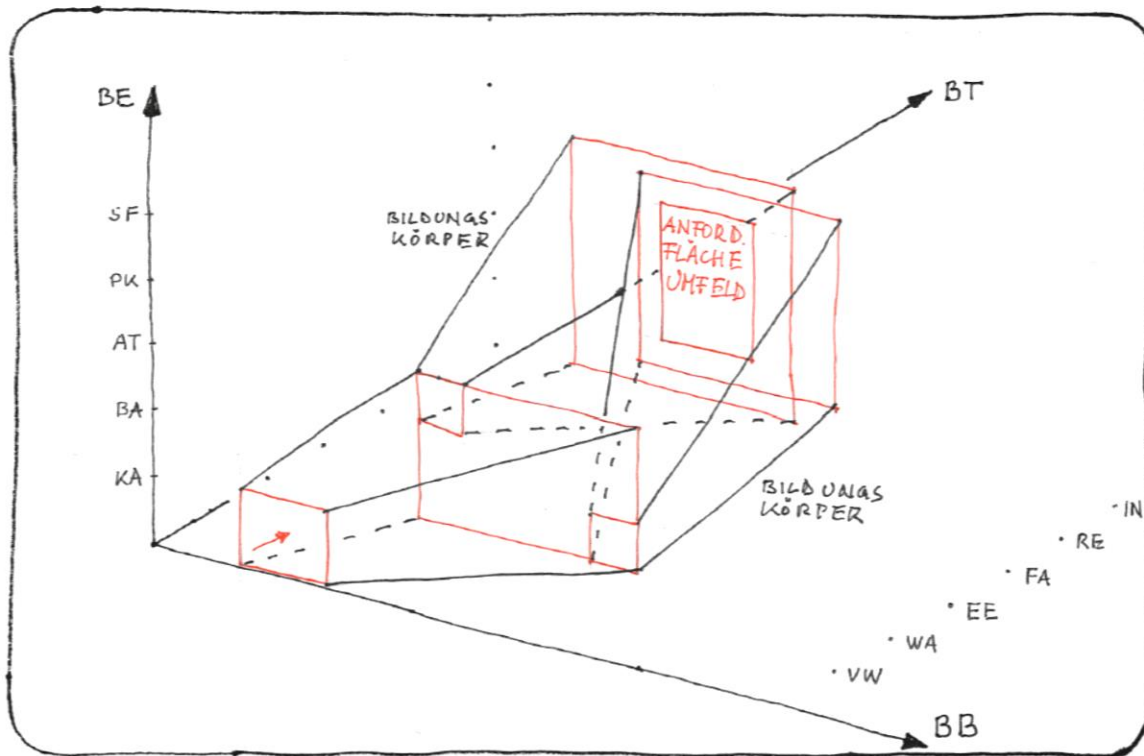 BE
BT
SF
PK
AT
BA
KA
BILDUNGS
KÖRPER
ANFORD.
FLÄCHE
UMFELD
BILDUNGS
KÖRPER
IN
RE
FA
EE
WA
VW
BB